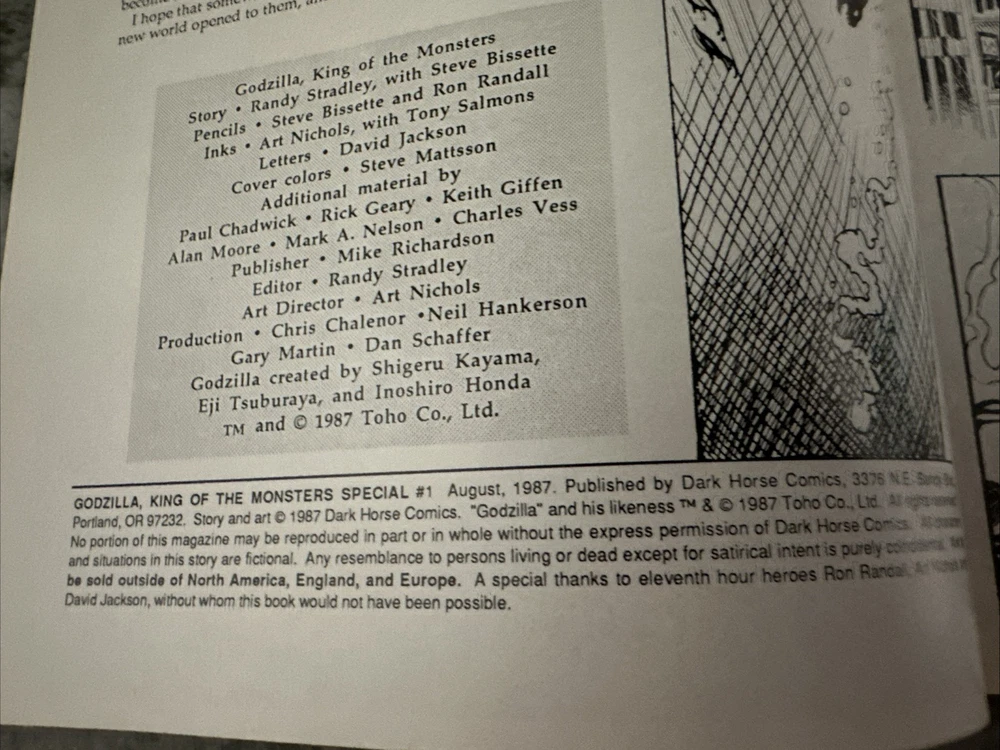 I hope that
new world opened to them,
Godzilla, King of the Monsters
Story • Randy Stradley, with Steve Bissette
Pencils • Steve Bissette and Ron Randall
Inks • Art Nichols, with Tony Salmons
Letters • David Jackson
Cover colors • Steve Mattsson
Additional material by
Paul Chadwick • Rick Geary • Keith Giffen
Alan Moore • Mark A. Nelson • Charles Vess
Publisher • Mike Richardson
Editor • Randy Stradley
Art Director • Art Nichols
Production • Chris Chalenor •Neil Hankerson
Gary Martin • Dan Schaffer
Godzilla created by Shigeru Kayama,
Eji Tsuburaya, and Inoshiro Honda
TM and © 1987 Toho Co., Ltd.
GODZILLA, KING OF THE MONSTERS SPECIAL #1 August, 1987. Published by Dark Horse Comics, 3375 N.E.
Portland, OR 97232. Story and art © 1987 Dark Horse Comics. "Godzilla" and his likeness ™ & © 1987 Toho Co., Ltd. All rights
No portion of this magazine may be reproduced in part or in whole without the express permission of Dark Horse Comics.
and situations in this story are fictional. Any resemblance to persons living or dead except for satirical intent is purely
be sold outside of North America, England, and Europe. A special thanks to eleventh hour heroes Ron Randall,
David Jackson, without whom this book would not have been possible.